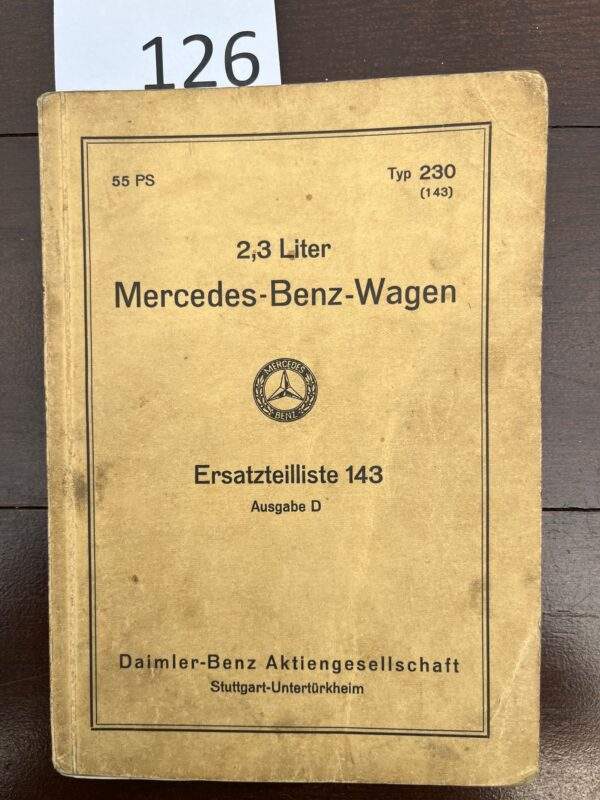 126
55 PS
Typ 230
(143)
2,3 Liter
Mercedes-Benz-Wagen
MERCEDES
BENZ
Ersatzteilliste 143
Ausgabe D
Daimler-Benz Aktiengesellschaft
Stuttgart-Untertürkheim